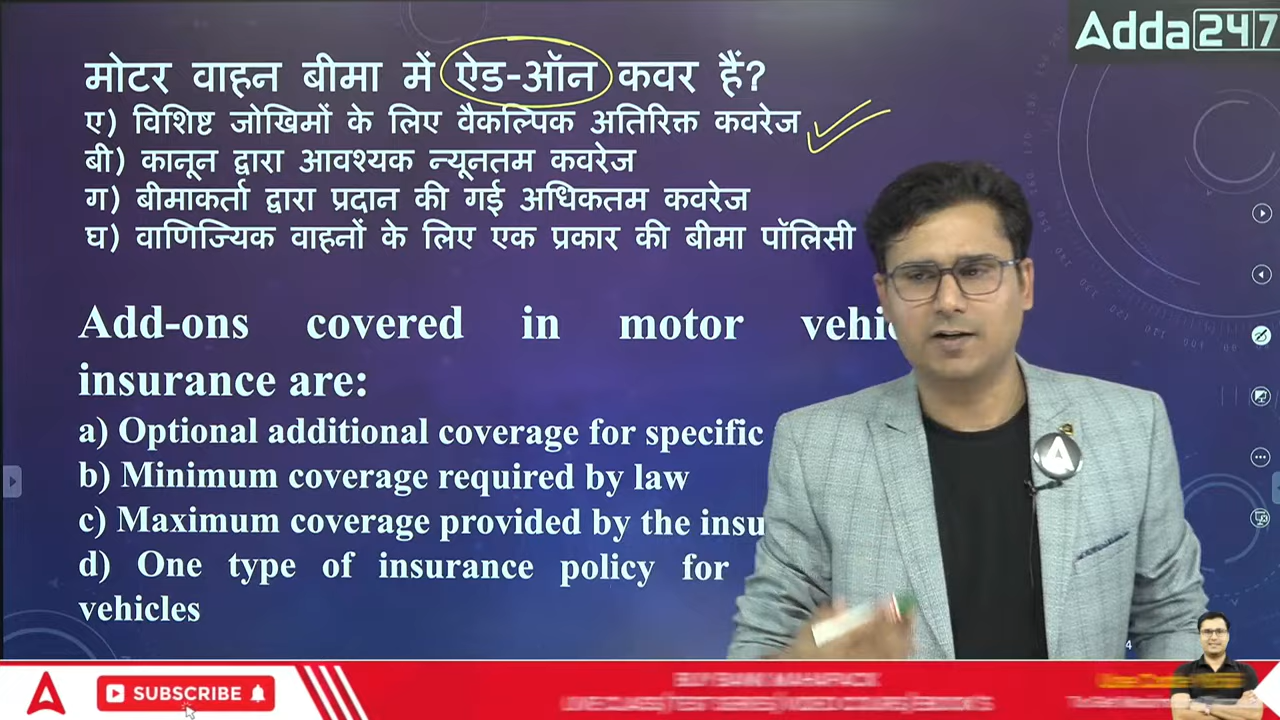 Adda247
मोटर वाहन बीमा में ऐड-ऑन कवर हैं?
ए) विशिष्ट जोखिमों के लिए वैकल्पिक अतिरिक्त कवरेज
बी) कानून द्वारा आवश्यक न्यूनतम कवरेज
ग) बीमाकर्ता द्वारा प्रदान की गई अधिकतम कवरेज
घ) वाणिज्यिक वाहनों के लिए एक प्रकार की बीमा पॉलिसी
Add-ons covered in motor vehic
insurance are:
a) Optional additional coverage for specific
b) Minimum coverage required by law
c) Maximum coverage provided by the insu
d) One type of insurance policy for
vehicles
SUBSCRIBE